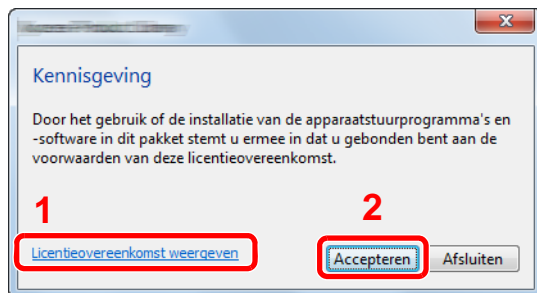 Kennisgeving
Door het gebruik of de installatie van de apparaatstuurprogramma's en
-software in dit pakket stemt u ermee in dat u gebonden bent aan de
voorwaarden van deze licentieovereenkomst.
1
2
Licentieovereenkomst weergeven
Accepteren
Afsluiten